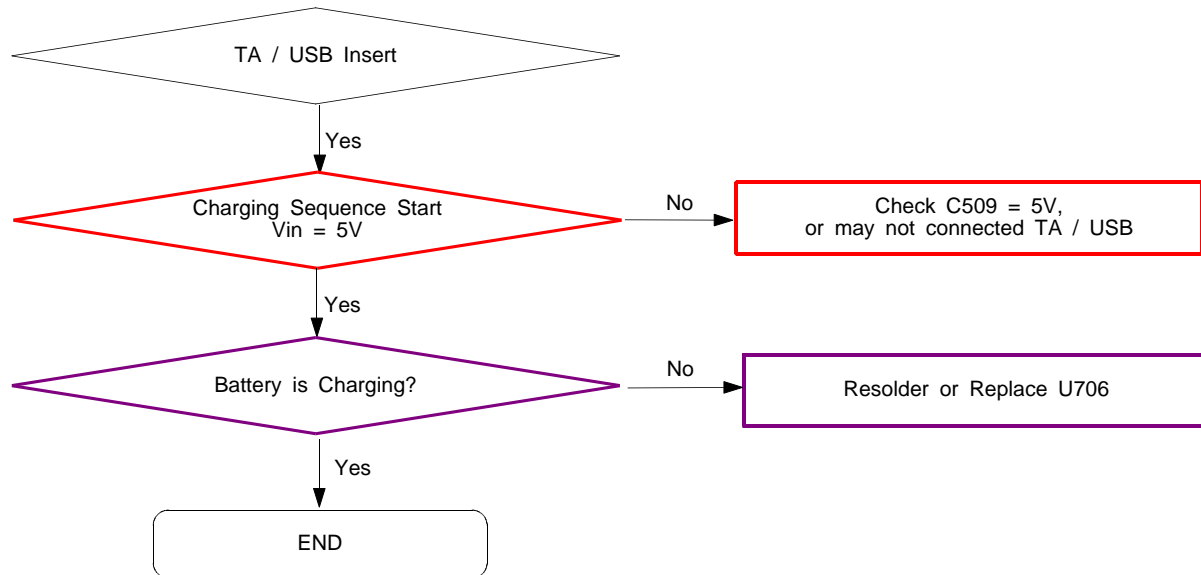 TA / USB Insert
Yes
Charging Sequence Start
Vin = 5V
No
Check C509 = 5V,
or may not connected TA / USB
Yes
Battery is Charging?
No
Resolder or Replace U706
Yes
END